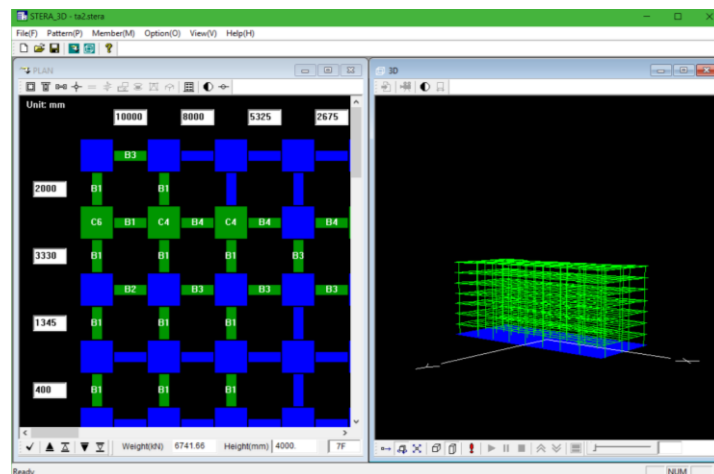 STERA_3D - ta2.stera
File(F) Pattern(P) Member(M) Option(O) View(V) Help(H)
PLAN
Unit: mm
10000 8000 5325 2675
B3
2000 B1 B1
C6 B1 C4 B4 C4 B4 B4
3330 B1 B1 B1 B3
B2 B3 B3 B3
1345 B1 B1 B1
400 B1 B1 B1
Weight(kN) 6741.66 Height(mm) 4000. 7F
3D
Ready
NUM